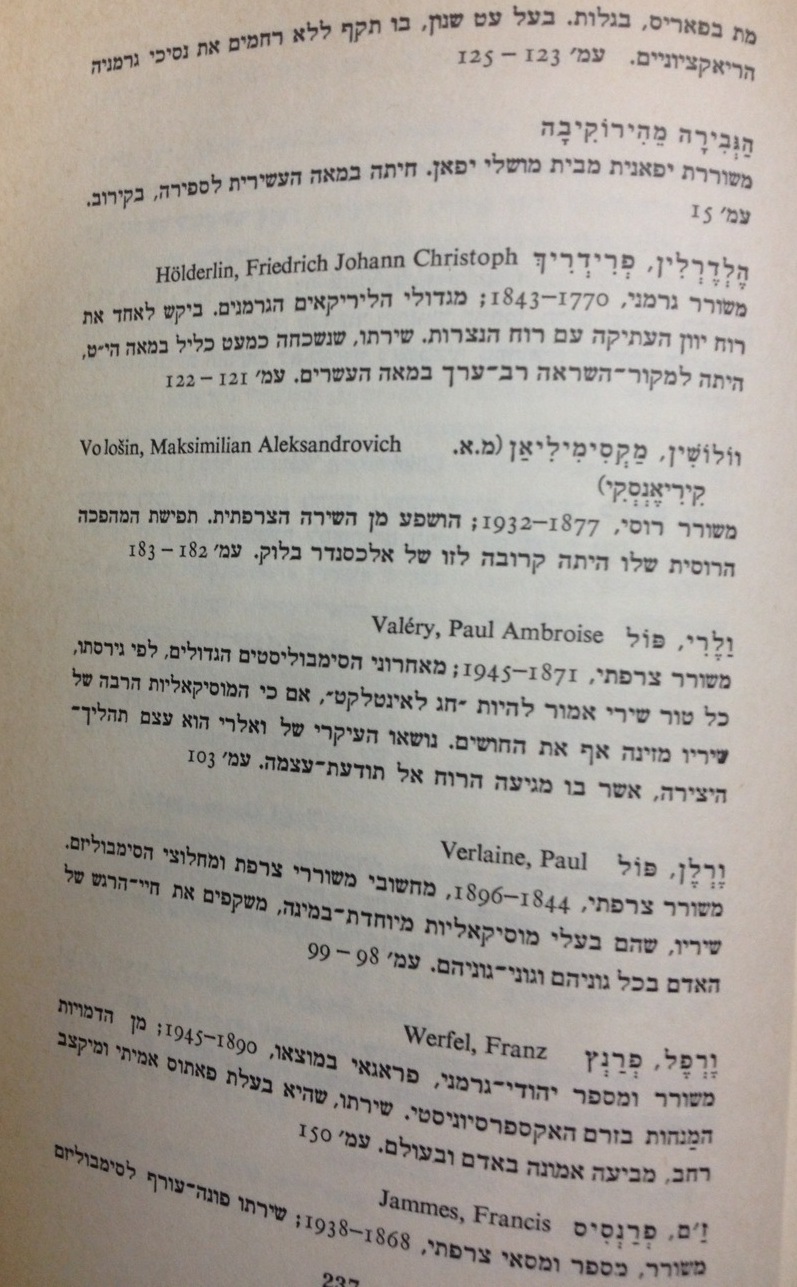 מת בפאריס, בגלות. בעל עט שנון, בו תקף ללא רחמים את נסיכי גרמניה
הריאקציוניים. עמ׳ 123 – 125
הַגְּבִירָה מֵהִירוֹקִיבָה
משוררת יפאנית מבית מושלי יפאן. חיתה במאה העשירית לספירה, בקירוב.
עמ׳ 15
הֶלְדֶרְלִין, פְרִידְרִיךְ Hölderlin, Friedrich Johann Christoph
משורר גרמני, 1770–1843; מגדולי הליריקאים הגרמנים. ביקש לאחד את
רוח יוון העתיקה עם רוח הנצרות. שירתו, שנשכחה כמעט כליל במאה הי״ט,
היתה למקור־השראה רב־ערך במאה העשרים. עמ׳ 121 – 122
ווֹלוֹשִׁין, מַקְסִימִילִיאַן (מ.א. Vološin, Maksimilian Aleksandrovich
קִירִיאֶנְסְקִי)
משורר רוסי, 1877–1932; הושפע מן השירה הצרפתית. תפישת המהפכה
הרוסית שלו היתה קרובה לזו של אלכסנדר בלוק. עמ׳ 182 – 183
וַלֶרִי, פּוֹל Valéry, Paul Ambroise
משורר צרפתי, 1871–1945; מאחרוני הסימבוליסטים הגדולים, לפי גירסתו,
כל טור שירי אמור להיות ״חג לאינטלקט״, אם כי המוסיקאליות הרבה של
שיריו מזינה אף את החושים. נושאו העיקרי של ואלרי הוא עצם תהליך־
היצירה, אשר בו מגיעה הרוח אל תודעת־עצמה. עמ׳ 103
וֶרְלֶן, פּוֹל Verlaine, Paul
משורר צרפתי, 1844–1896, מחשובי משוררי צרפת ומחלוצי הסימבוליזם.
שיריו, שהם בעלי מוסיקאליות מיוחדת־במינה, משקפים את חיי־הרגש של
האדם בכל גוניהם וגוני־גוניהם. עמ׳ 98 – 99
וֶרְפֶל, פְרַנְץ Werfel, Franz
משורר ומספר יהודי־גרמני, פראגאי במוצאו, 1890–1945; מן הדמויות
המַנחות בזרם האקספרסיוניסטי. שירתו, שהיא בעלת פאתוס אמיתי ומיקצב
רחב, מביעה אמונה באדם ובעולם. עמ׳ 150
זַ׳ם, פְרַנְסִיס Jammes, Francis
משורר, מספר ומסאי צרפתי, 1868–1938; שירתו פונה־עורף לסימבוליזם
237